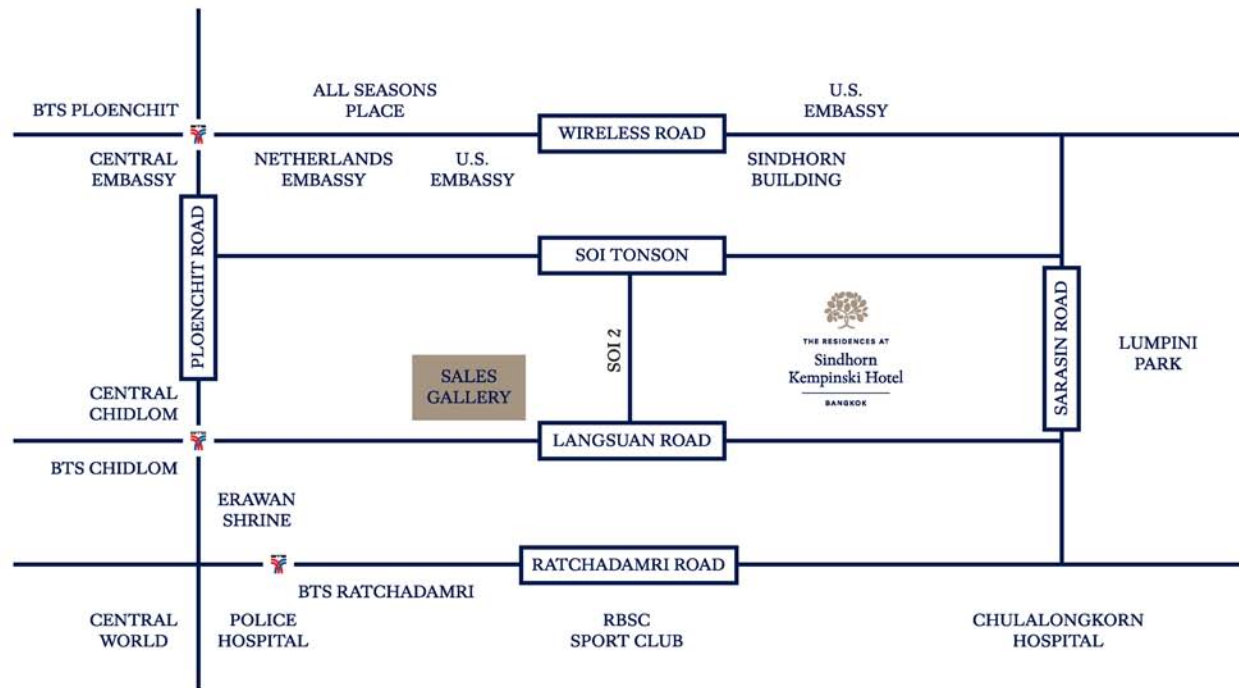 ALL SEASONS
PLACE
U.S.
EMBASSY
BTS PLOENCHIT
WIRELESS ROAD
CENTRAL
EMBASSY
NETHERLANDS
EMBASSY
U.S.
EMBASSY
SINDHORN
BUILDING
PLOENCHIT ROAD
SOI TONSON
SOI 2
THE RESIDENCES AT
Sindhorn
Kempinski Hotel
BANGKOK
SARASIN ROAD
LUMPINI
PARK
SALES
GALLERY
CENTRAL
CHIDLOM
LANGSUAN ROAD
BTS CHIDLOM
ERAWAN
SHRINE
RATCHADAMRI ROAD
BTS RATCHADAMRI
CENTRAL
WORLD
POLICE
HOSPITAL
RBSC
SPORT CLUB
CHULALONGKORN
HOSPITAL